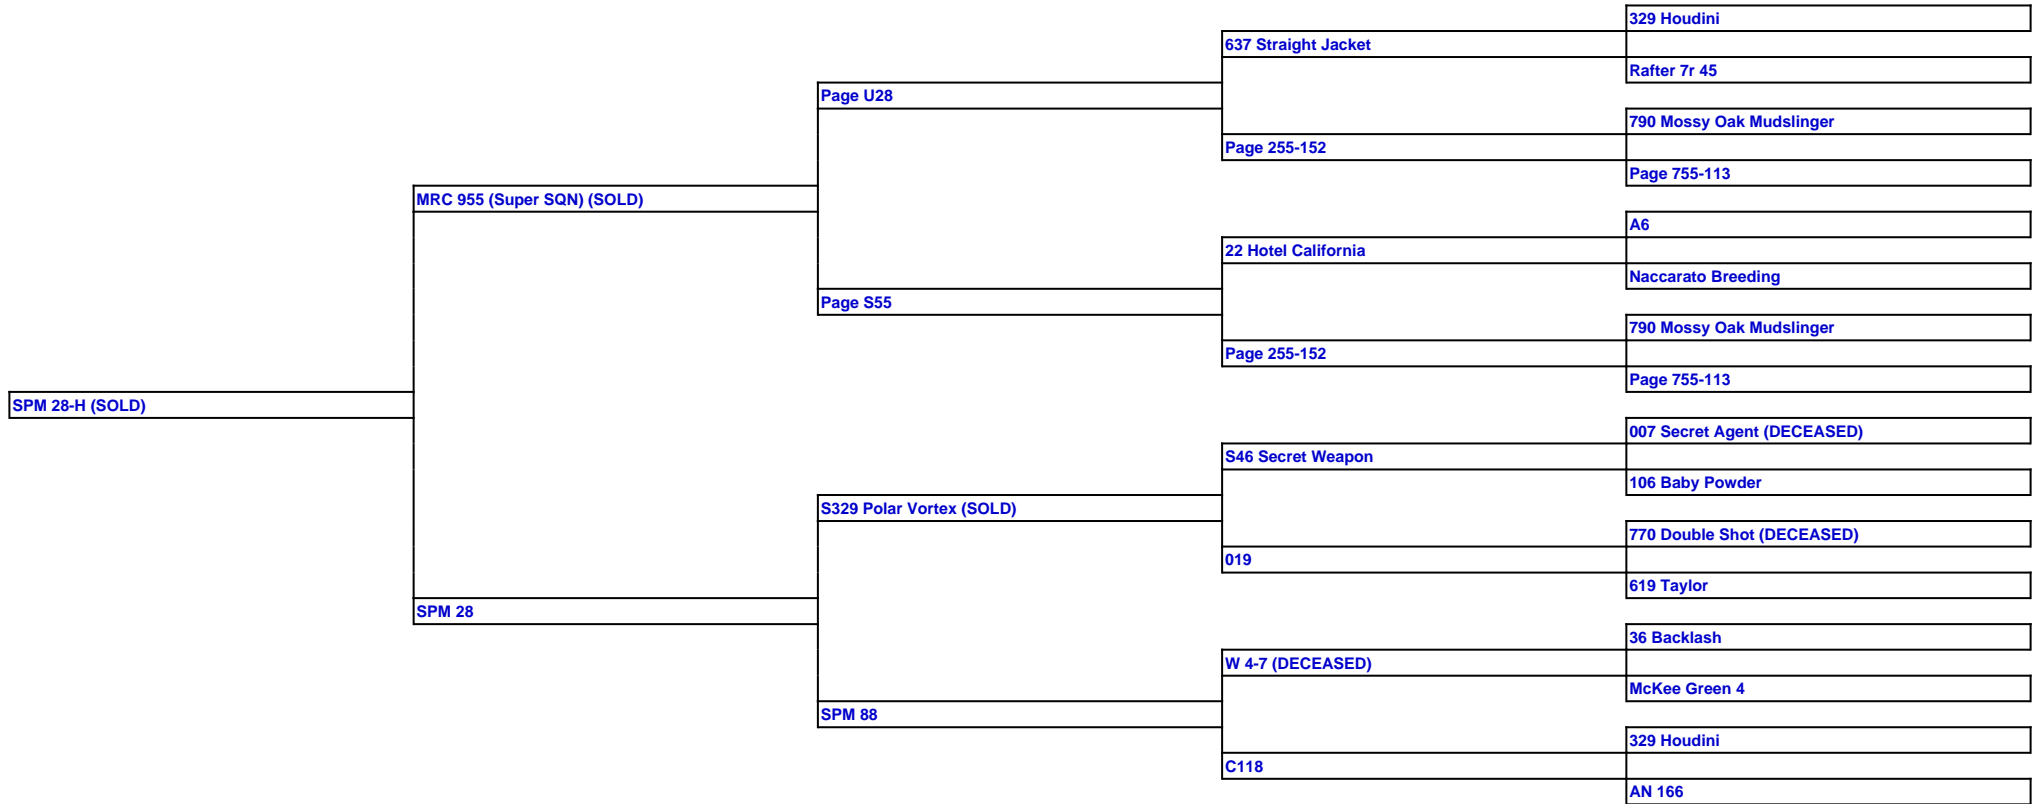 329 Houdini
637 Straight Jacket
Rafter 7r 45
Page U28
790 Mossy Oak Mudslinger
Page 255-152
Page 755-113
MRC 955 (Super SQN) (SOLD)
A6
22 Hotel California
Naccarato Breeding
Page S55
790 Mossy Oak Mudslinger
Page 255-152
Page 755-113
SPM 28-H (SOLD)
007 Secret Agent (DECEASED)
S46 Secret Weapon
106 Baby Powder
S329 Polar Vortex (SOLD)
770 Double Shot (DECEASED)
019
619 Taylor
SPM 28
36 Backlash
W 4-7 (DECEASED)
McKee Green 4
SPM 88
329 Houdini
C118
AN 166